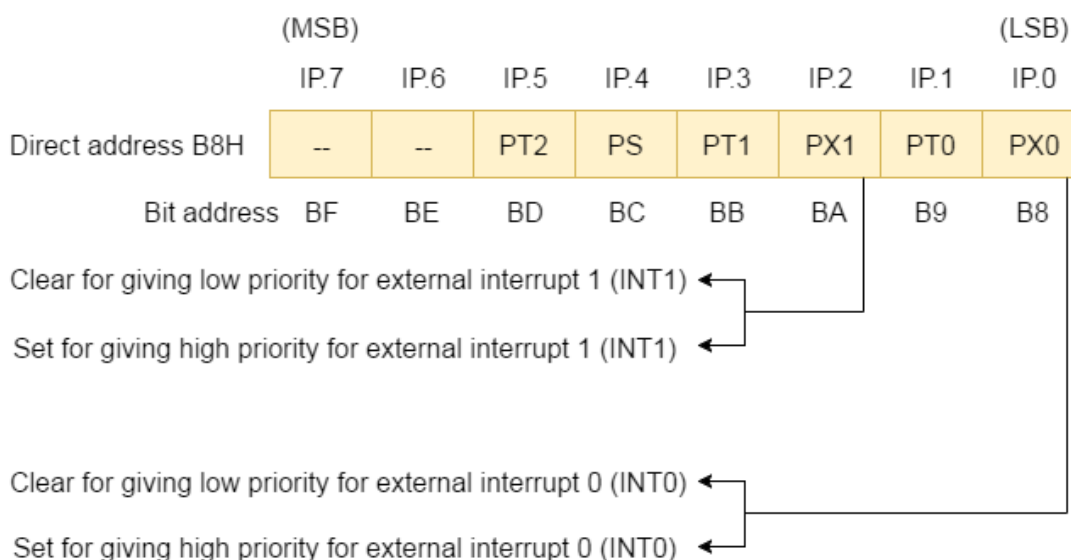 (MSB) (LSB)
IP.7 IP.6 IP.5 IP.4 IP.3 IP.2 IP.1 IP.0
Direct address B8H -- -- PT2 PS PT1 PX1 PT0 PX0
Bit address BF BE BD BC BB BA B9 B8
Clear for giving low priority for external interrupt 1 (INT1)
Set for giving high priority for external interrupt 1 (INT1)
Clear for giving low priority for external interrupt 0 (INT0)
Set for giving high priority for external interrupt 0 (INT0)